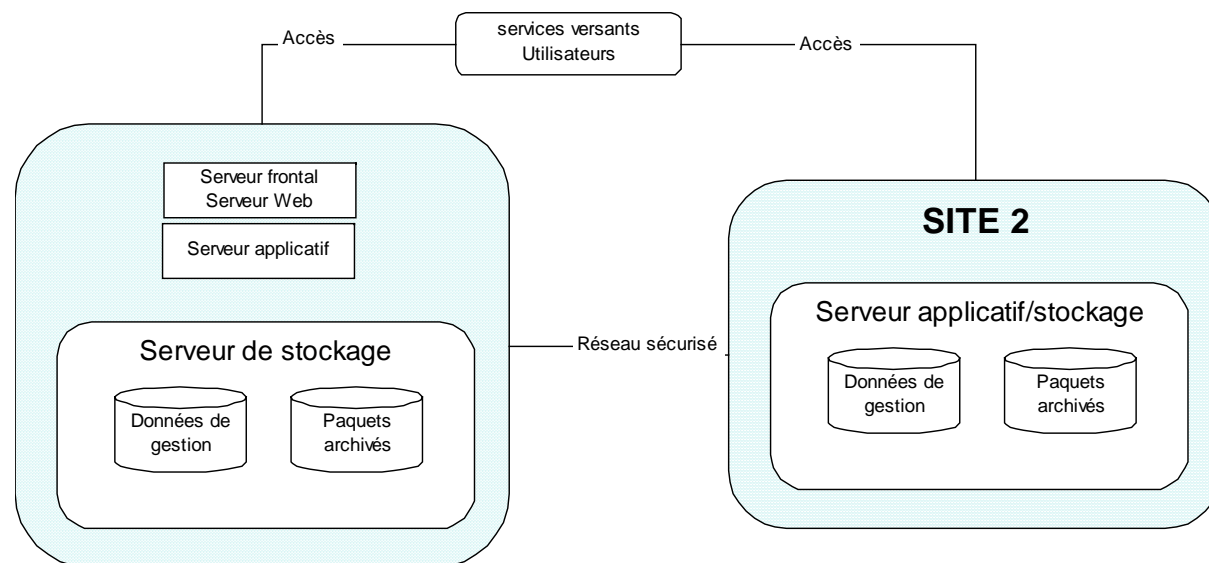 services versants
Utilisateurs
Accès
Accès
Serveur frontal
Serveur Web
Serveur applicatif
Serveur de stockage
Données de
gestion
Paquets
archivés
Réseau sécurisé
SITE 2
Serveur applicatif/stockage
Données de
gestion
Paquets
archivés